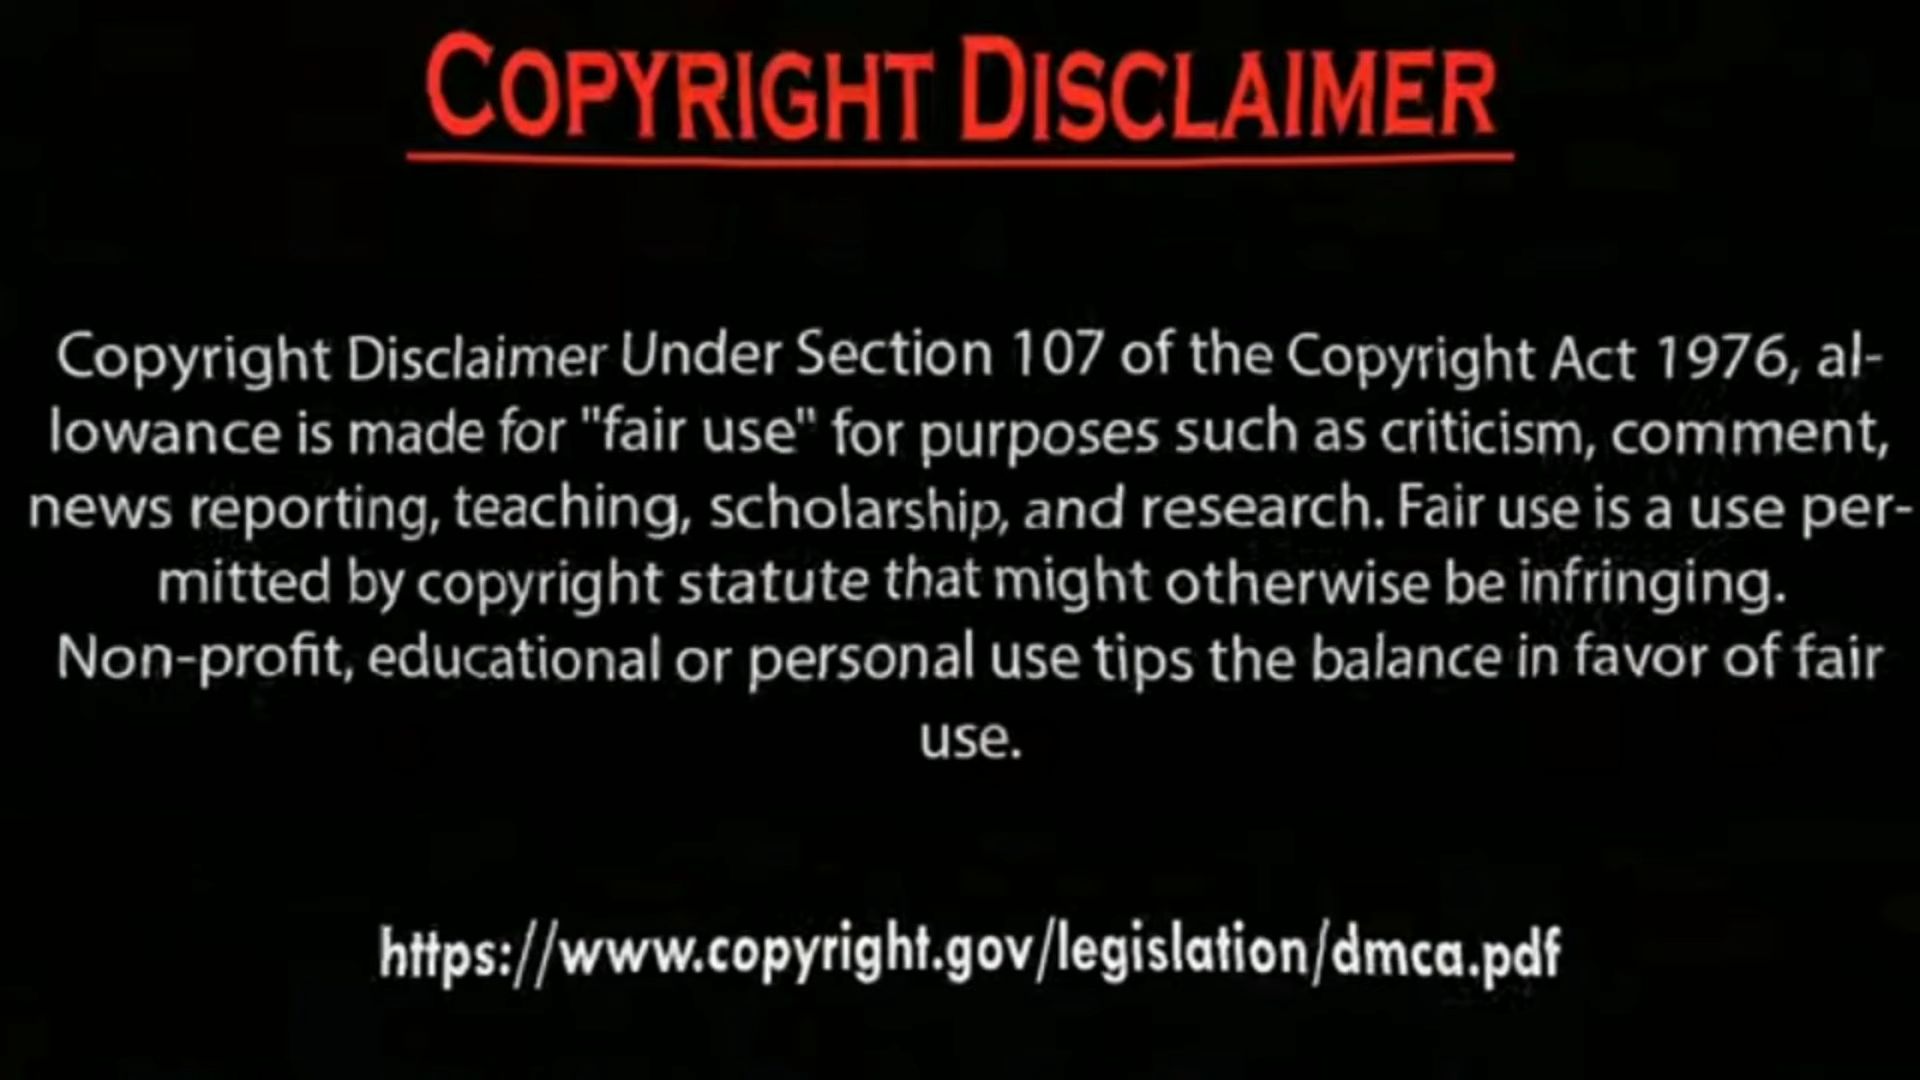 COPYRIGHT DISCLAIMER
Copyright Disclaimer Under Section 107 of the Copyright Act 1976, al-
lowance is made for "fair use" for purposes such as criticism, comment,
news reporting, teaching, scholarship, and research. Fair use is a use per-
mitted by copyright statute that might otherwise be infringing.
Non-profit, educational or personal use tips the balance in favor of fair
use.
https://www.copyright.gov/legislation/dmca.pdf